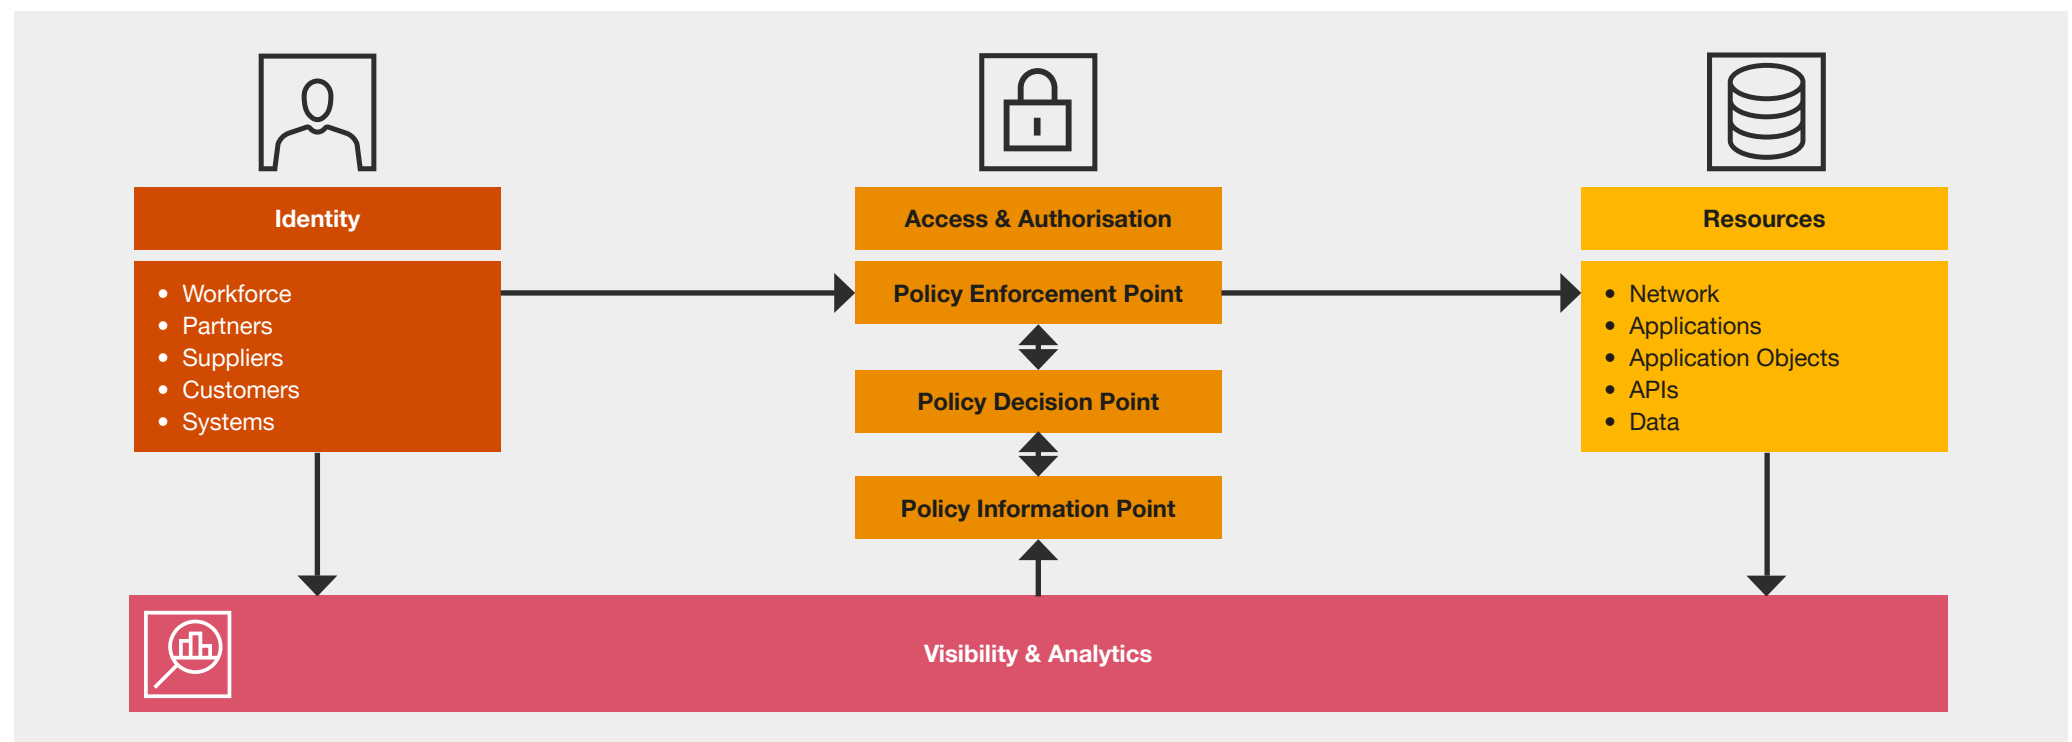 Identity
Workforce
Partners
Suppliers
Customers
Systems
Access & Authorisation
Policy Enforcement Point
Policy Decision Point
Policy Information Point
Resources
Network
Applications
Application Objects
APIs
Data
Visibility & Analytics